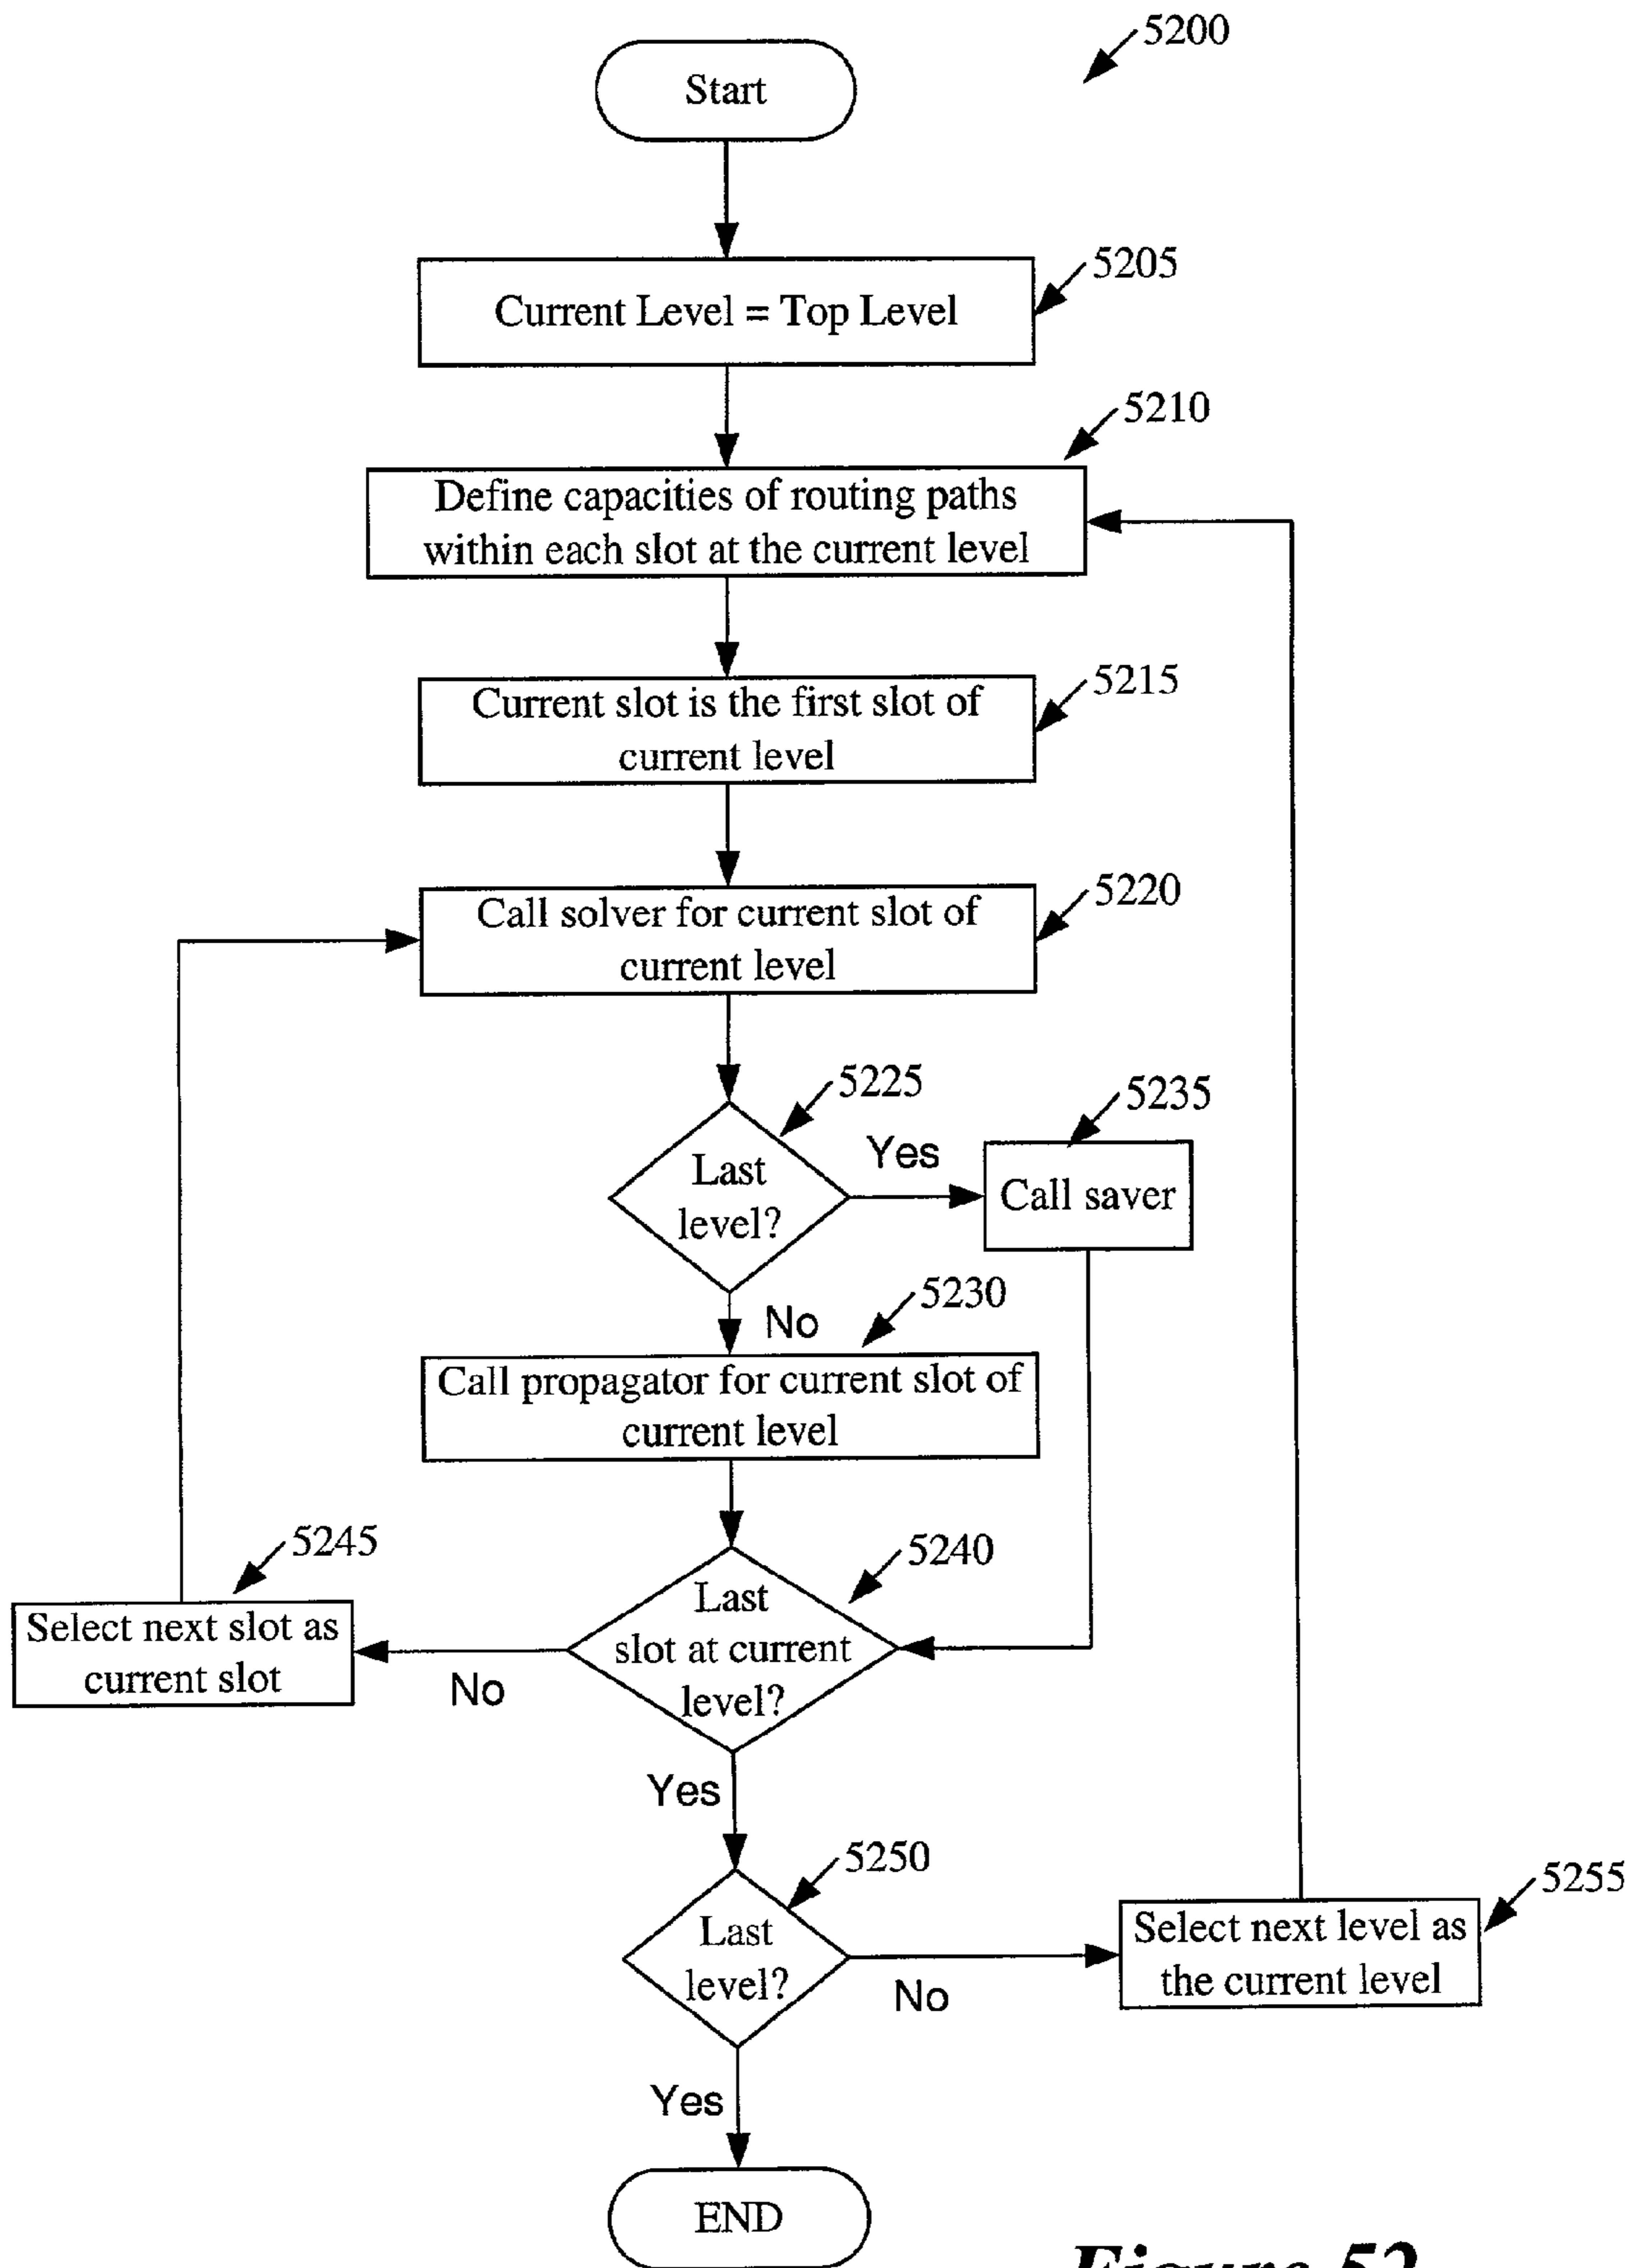 5200
Start
5205
Current Level = Top Level
5210
Define capacities of routing paths
within each slot at the current level
5215
Current slot is the first slot of
current level
5220
Call solver for current slot of
current level
5225
5235
Last
level?
Yes
Call saver
5230
No
Call propagator for current slot of
current level
5245
5240
Select next slot as
current slot
No
Last
slot at current
level?
Yes
5250
5255
Last
level?
No
Select next level as
the current level
Yes
END
Figure 52